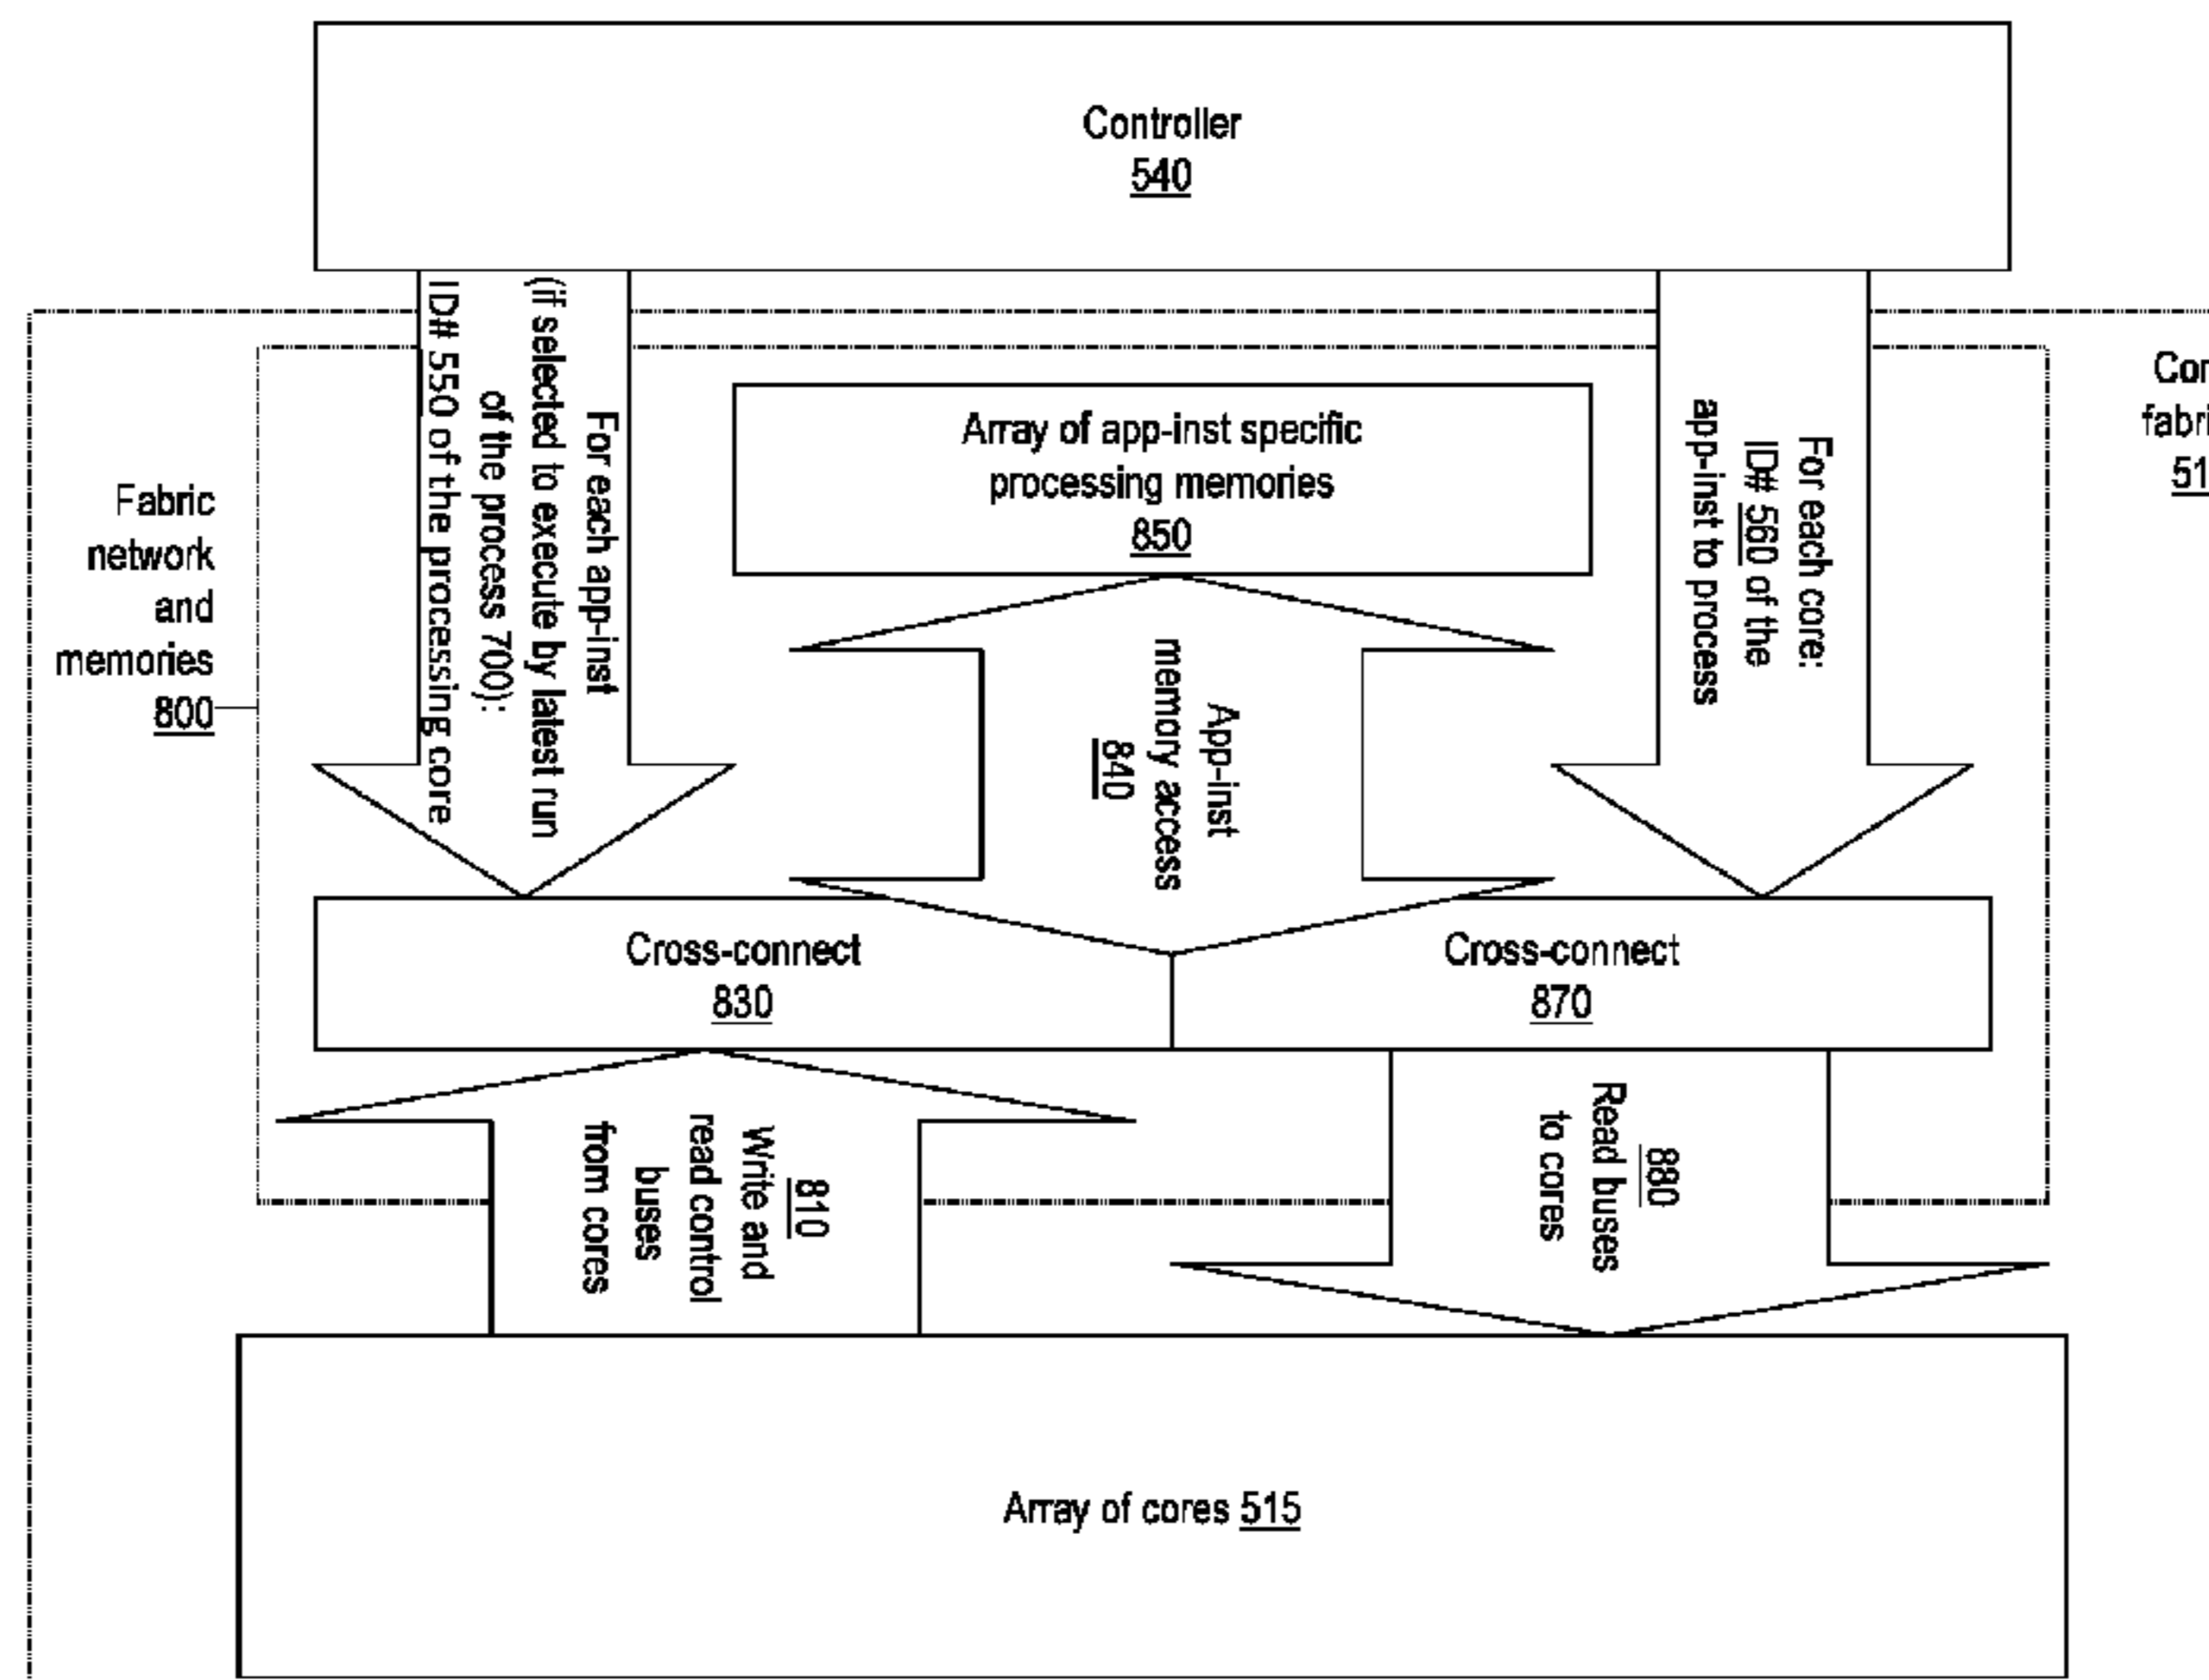 Controller
540
For each app-inst
(if selected to execute by latest run
of the process 700):
ID# 550 of the processing core
For each core:
ID# 560 of the
app-inst to process
Array of app-inst specific
processing memories
850
Fabric
network
and
memories
800
App-inst
memory access
840
Cross-connect
830
Cross-connect
870
810
Write and
read control
buses
from cores
880
Read buses
to cores
Array of cores 515